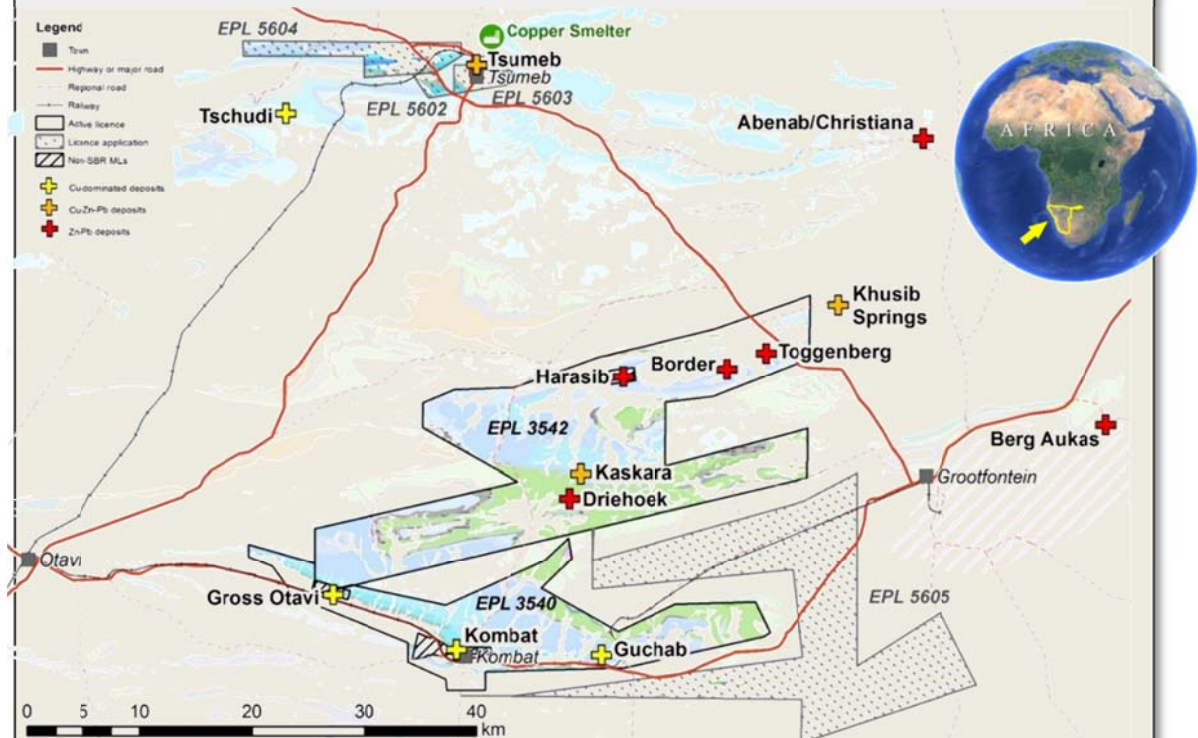 Legend
Town
Highway or major road
Regional road
Railway
Active licence
Licence application
Non-SBR MLs
Cu-dominated deposits
Cu-Zn-Pb deposits
Zn-Pb deposits
EPL 5604
Copper Smelter
Tsumeb
Tsumeb
EPL 5602
EPL 5603
Tschudi
Abenab/Christiana
AFRICA
Khusib
Springs
Toggenberg
Border
Harasib
EPL 3542
Berg Aukas
Kaskara
Grootfontein
Driehoek
Otavi
Gross Otavi
EPL 3540
EPL 5605
Kombat
Kombat
Guchab
0 5 10 20 30 40
km